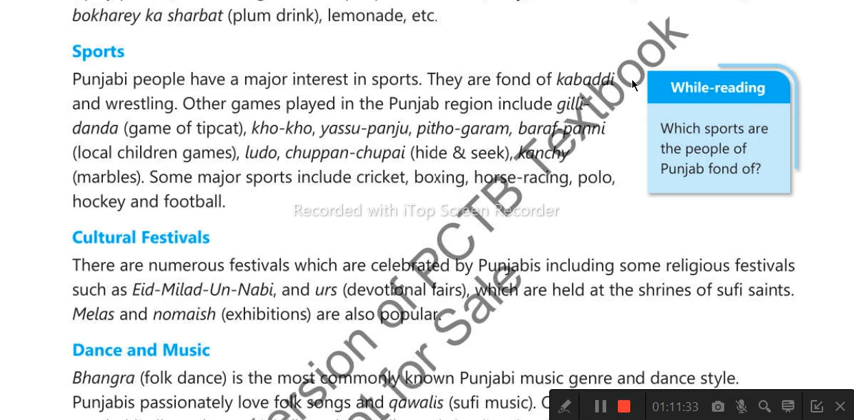 bokharey ka sharbat (plum drink), lemonade, etc.
Sports
Punjabi people have a major interest in sports. They are fond of kabaddi
and wrestling. Other games played in the Punjab region include gilli-
danda (game of tipcat), kho-kho, yassu-panju, pitho-garam, baraf-panni
(local children games), ludo, chuppan-chupai (hide & seek), kanchy
(marbles). Some major sports include cricket, boxing, horse-racing, polo,
hockey and football.
While-reading
Which sports are
the people of
Punjab fond of?
Recorded with iTop Screen Recorder
Cultural Festivals
There are numerous festivals which are celebrated by Punjabis including some religious festivals
such as Eid-Milad-Un-Nabi, and urs (devotional fairs), which are held at the shrines of sufi saints.
Melas and nomaish (exhibitions) are also popular.
Dance and Music
Bhangra (folk dance) is the most commonly known Punjabi music genre and dance style.
Punjabis passionately love folk songs and qawalis (sufi music).
of PCTB Textbook
not for Sale
01:11:33